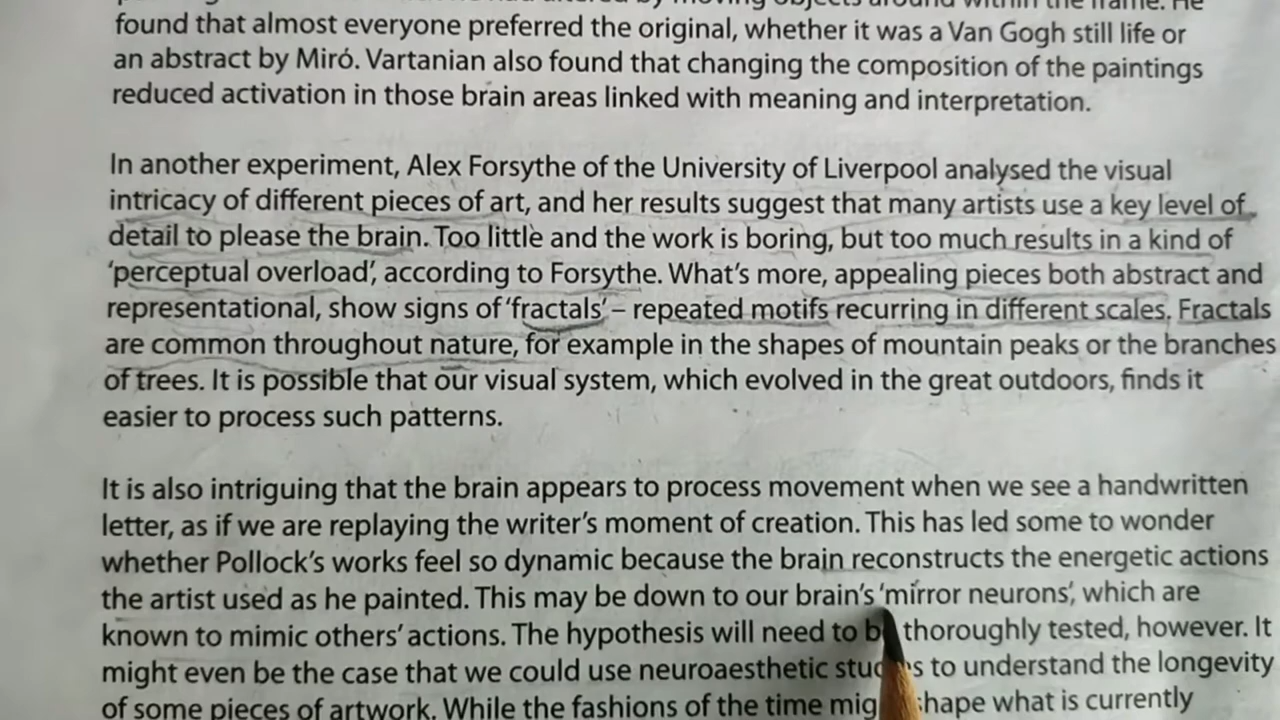 found that almost everyone preferred the original, whether it was a Van Gogh still life or
an abstract by Miró. Vartanian also found that changing the composition of the paintings
reduced activation in those brain areas linked with meaning and interpretation.
In another experiment, Alex Forsythe of the University of Liverpool analysed the visual
intricacy of different pieces of art, and her results suggest that many artists use a key level of
detail to please the brain. Too little and the work is boring, but too much results in a kind of
‘perceptual overload’, according to Forsythe. What’s more, appealing pieces both abstract and
representational, show signs of ‘fractals’ – repeated motifs recurring in different scales. Fractals
are common throughout nature, for example in the shapes of mountain peaks or the branches
of trees. It is possible that our visual system, which evolved in the great outdoors, finds it
easier to process such patterns.
It is also intriguing that the brain appears to process movement when we see a handwritten
letter, as if we are replaying the writer’s moment of creation. This has led some to wonder
whether Pollock’s works feel so dynamic because the brain reconstructs the energetic actions
the artist used as he painted. This may be down to our brain’s ‘mirror neurons’, which are
known to mimic others’ actions. The hypothesis will need to thoroughly tested, however. It
might even be the case that we could use neuroaesthetic to understand the longevity
of some pieces of artwork. While the fashions of the time what is currently